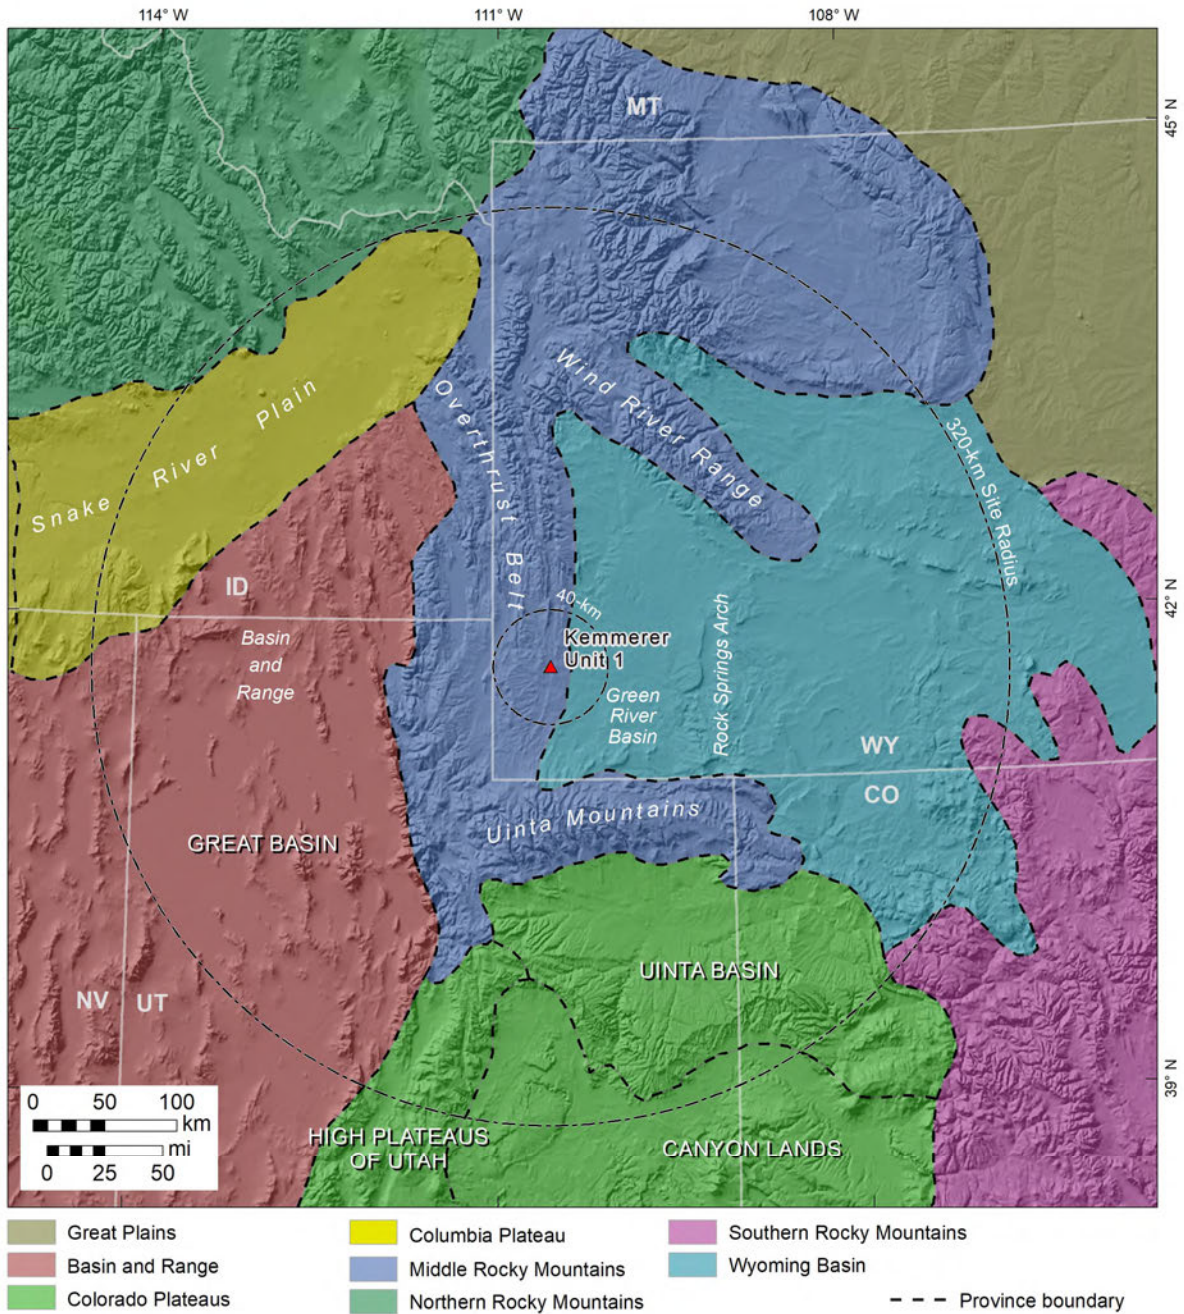 114° W
111° W
108° W
MT
45° N
Wind River Range
Overthrust Belt
Snake River Plain
320-km Site Radius
ID
40-km
42° N
Basin
and
Range
Kemmerer
Unit 1
Rock Springs Arch
Green
River
Basin
WY
CO
Uinta Mountains
GREAT BASIN
UINTA BASIN
NV
UT
39° N
0 50 100
km
mi
0 25 50
HIGH PLATEAUS
OF UTAH
CANYON LANDS
Great Plains
Basin and Range
Colorado Plateaus
Columbia Plateau
Middle Rocky Mountains
Northern Rocky Mountains
Southern Rocky Mountains
Wyoming Basin
Province boundary